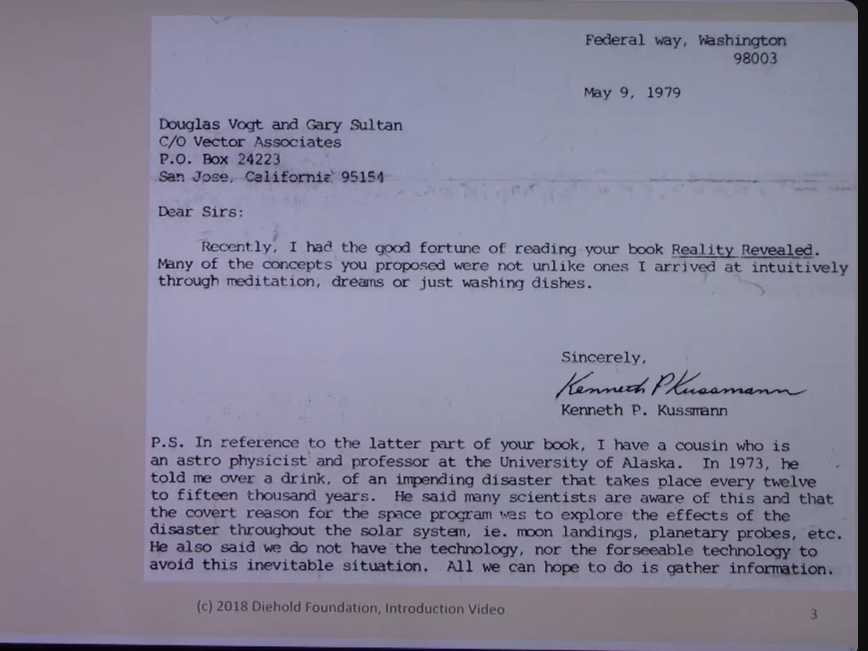 Federal way, Washington
98003
May 9, 1979
Douglas Vogt and Gary Sultan
C/O Vector Associates
P.O. Box 24223
San Jose, California 95154
Dear Sirs:
Recently, I had the good fortune of reading your book Reality Revealed.
Many of the concepts you proposed were not unlike ones I arrived at intuitively
through meditation, dreams or just washing dishes.
Sincerely,
Kenneth P Kussmann
Kenneth P. Kussmann
P.S. In reference to the latter part of your book, I have a cousin who is
an astro physicist and professor at the University of Alaska. In 1973, he
told me over a drink, of an impending disaster that takes place every twelve
to fifteen thousand years. He said many scientists are aware of this and that
the covert reason for the space program was to explore the effects of the
disaster throughout the solar system, ie. moon landings, planetary probes, etc.
He also said we do not have the technology, nor the forseeable technology to
avoid this inevitable situation. All we can hope to do is gather information.
(c) 2018 Diehold Foundation, Introduction Video
3